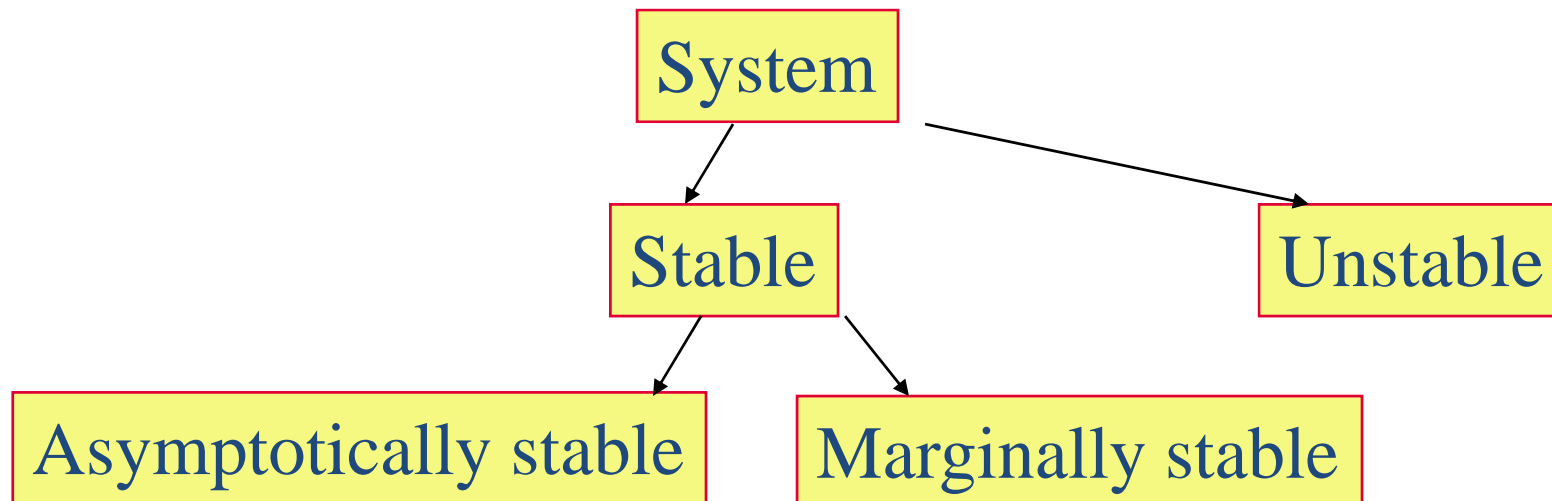 System
Stable
Unstable
Asymptotically stable
Marginally stable